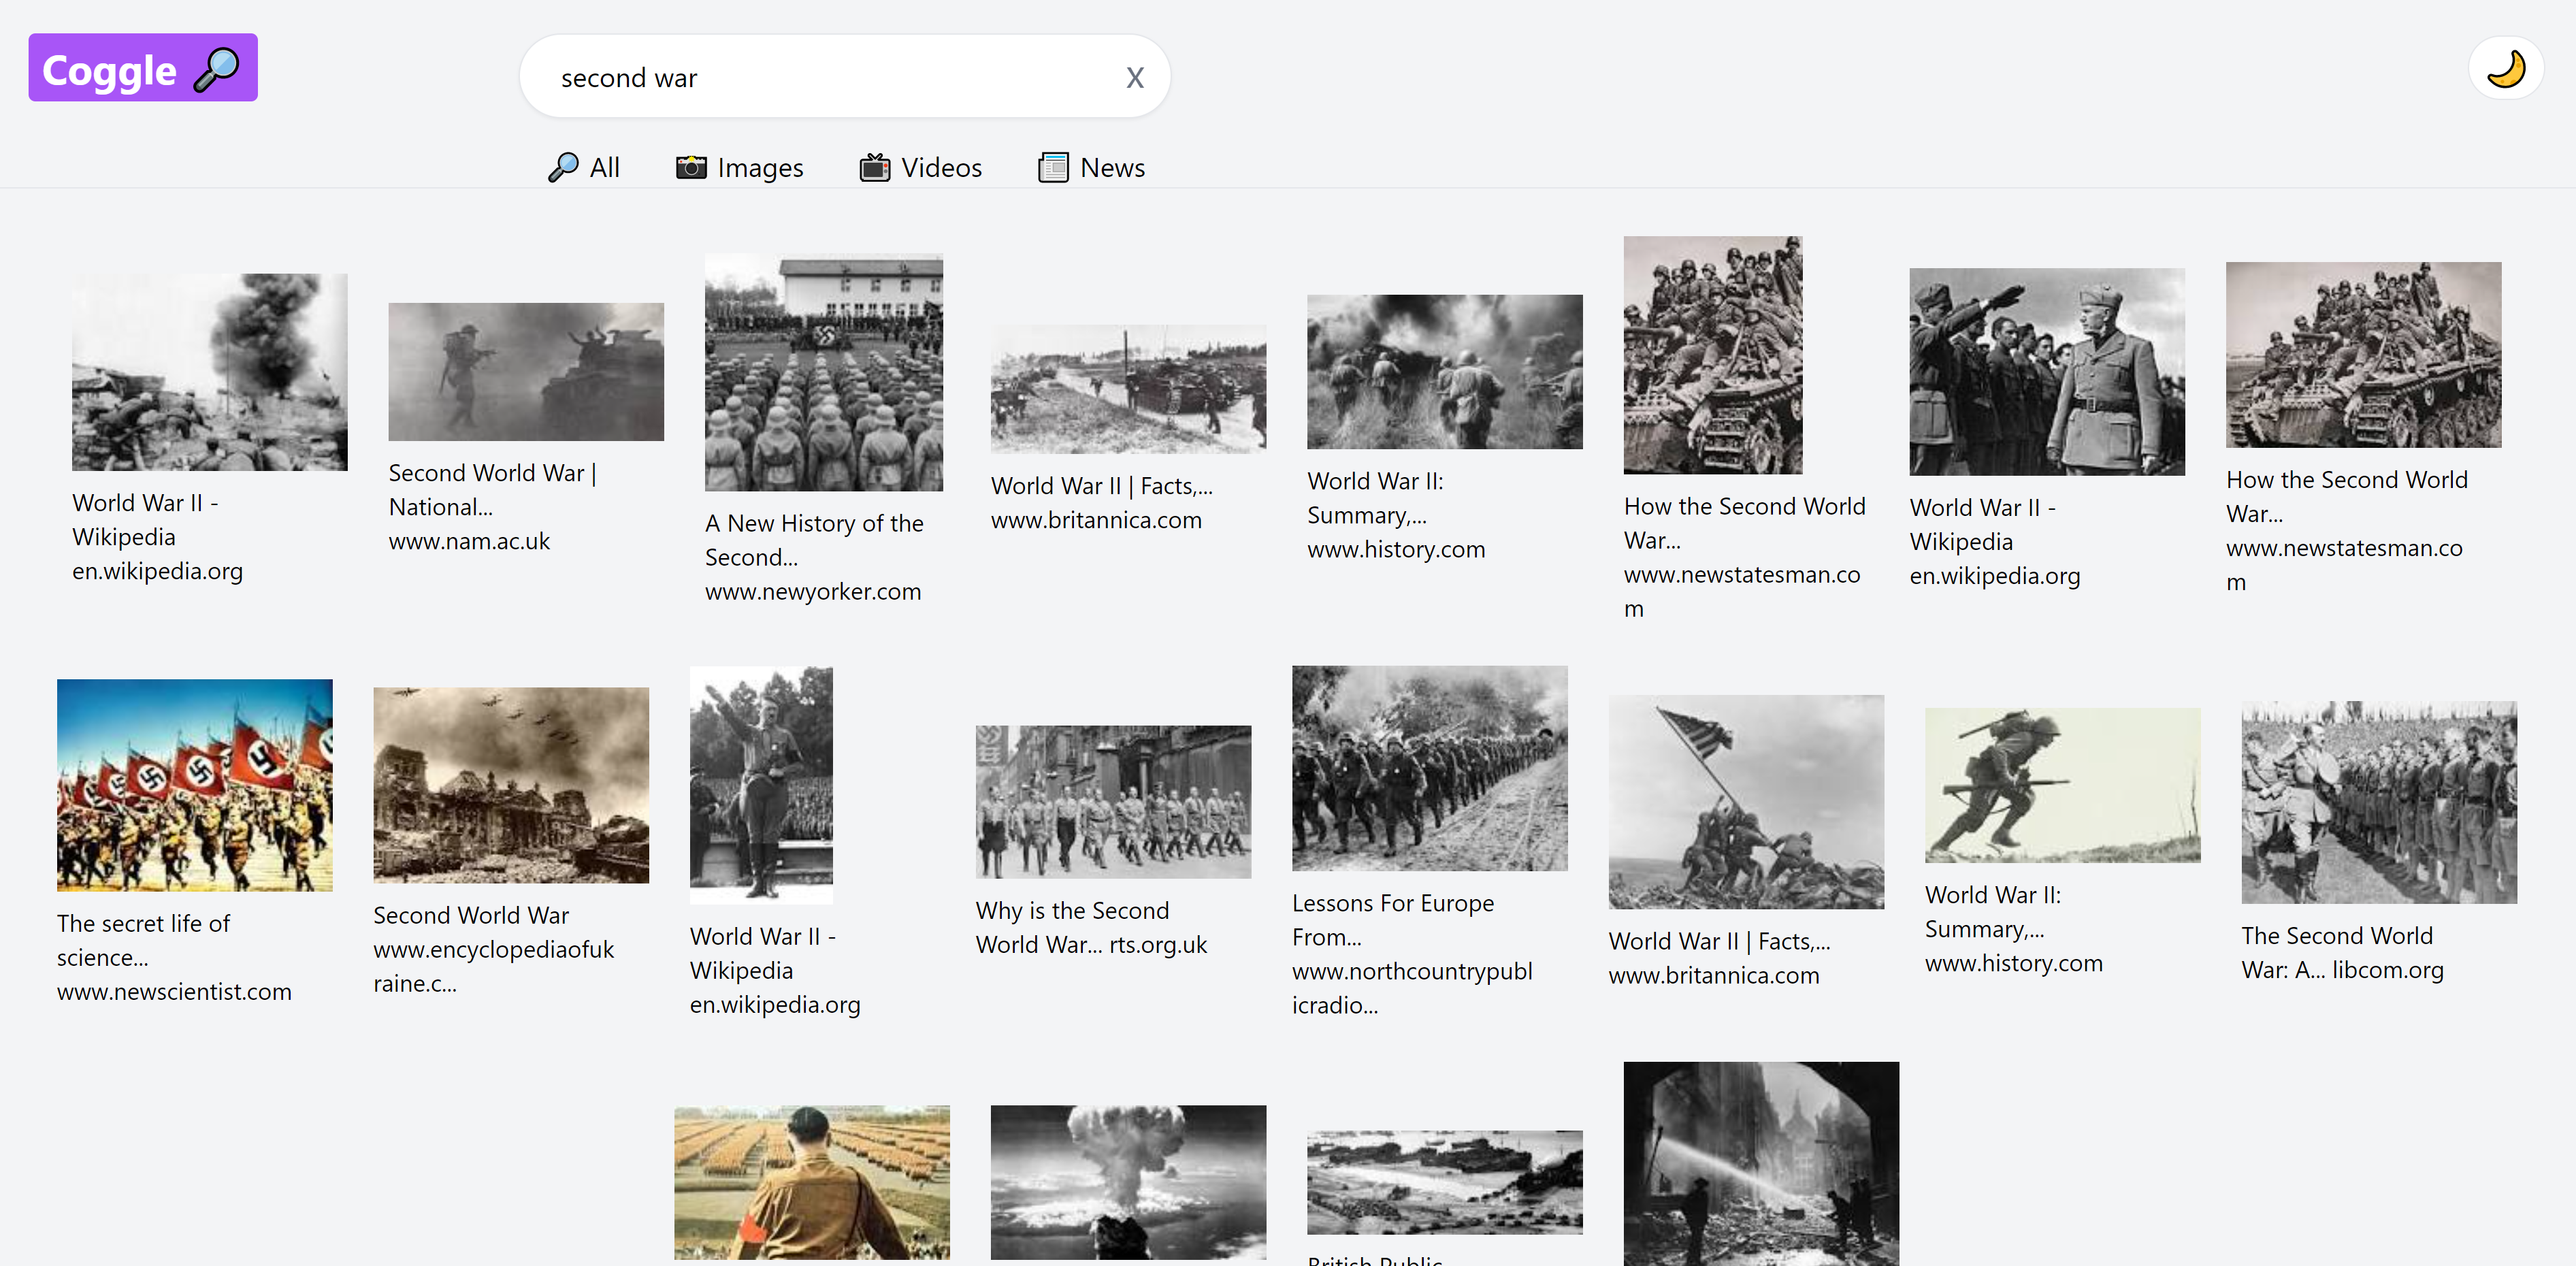 Coggle
second war
X
All
Images
Videos
News
World War II -
Wikipedia
en.wikipedia.org
Second World War |
National...
www.nam.ac.uk
A New History of the
Second...
www.newyorker.com
World War II | Facts,...
www.britannica.com
World War II:
Summary,...
www.history.com
How the Second World
War...
www.newstatesman.co
m
World War II -
Wikipedia
en.wikipedia.org
How the Second World
War...
www.newstatesman.co
m
The secret life of
science...
www.newscientist.com
Second World War
www.encyclopediaofuk
raine.c...
World War II -
Wikipedia
en.wikipedia.org
Why is the Second
World War... rts.org.uk
Lessons For Europe
From...
www.northcountrypubl
icradio...
World War II | Facts,...
www.britannica.com
World War II:
Summary,...
www.history.com
The Second World
War: A... libcom.org
British Public